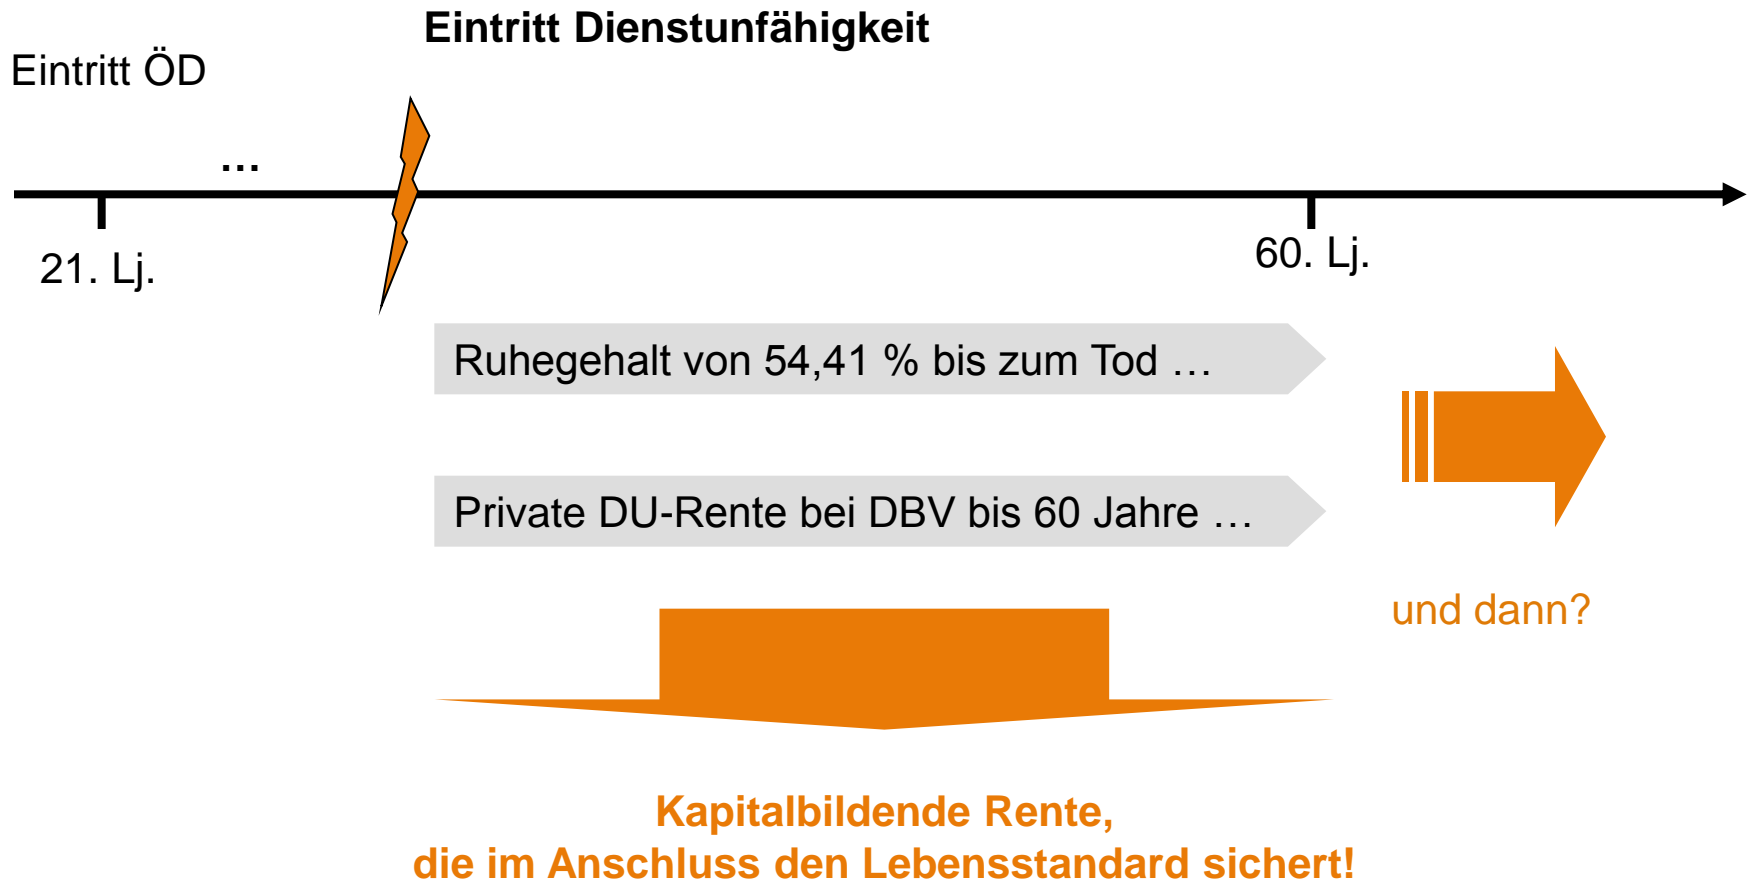 Eintritt Dienstunfähigkeit
Eintritt ÖD
...
21. Lj.
60. Lj.
Ruhegehalt von 54,41 % bis zum Tod …
Private DU-Rente bei DBV bis 60 Jahre …
und dann?
Kapitalbildende Rente,
die im Anschluss den Lebensstandard sichert!